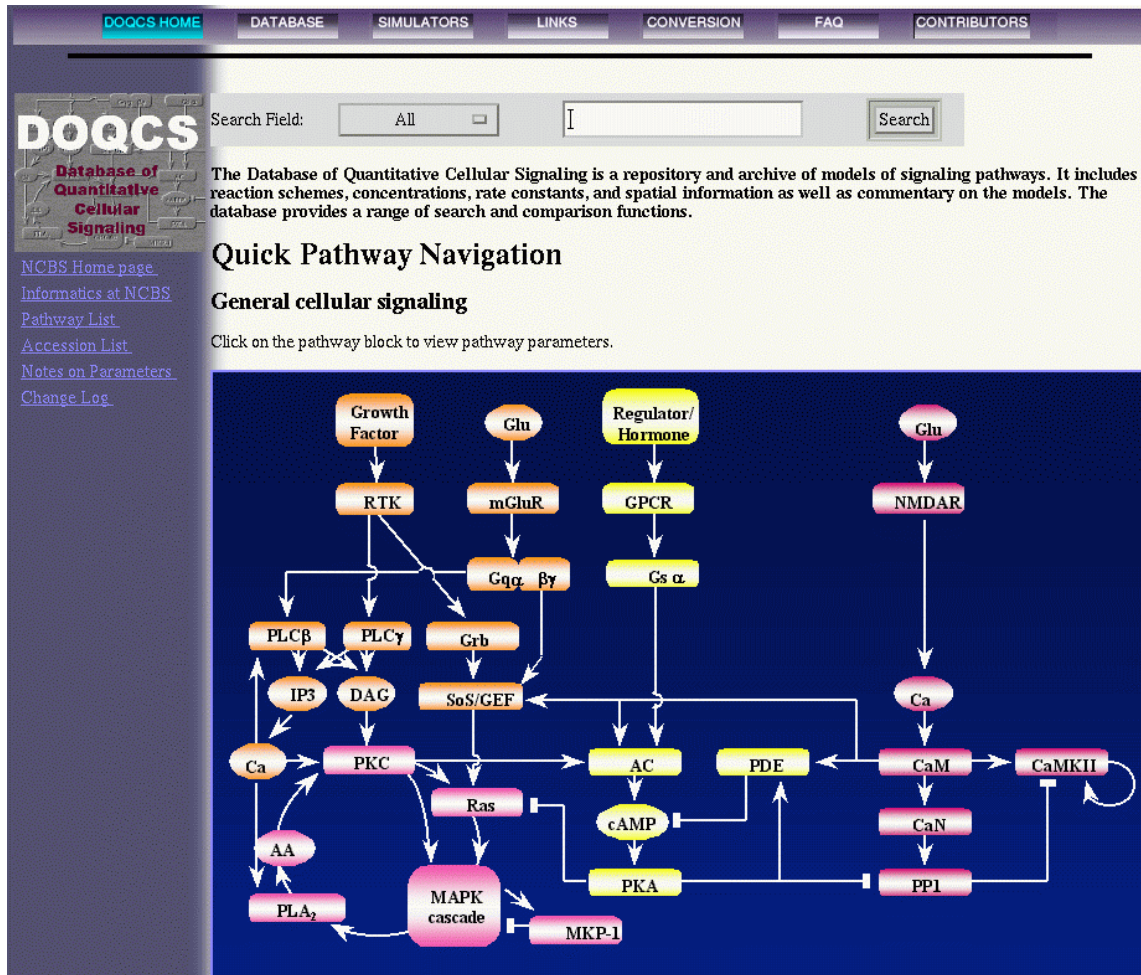 DOQCS HOME
DATABASE
SIMULATORS
LINKS
CONVERSION
FAQ
CONTRIBUTORS
DOQCS
Database of
Quantitative
Cellular
Signaling
NCBS Home page
Informatics at NCBS
Pathway List
Accession List
Notes on Parameters
Change Log
Search Field:
All
Search
The Database of Quantitative Cellular Signaling is a repository and archive of models of signaling pathways. It includes
reaction schemes, concentrations, rate constants, and spatial information as well as commentary on the models. The
database provides a range of search and comparison functions.
Quick Pathway Navigation
General cellular signaling
Click on the pathway block to view pathway parameters.
Growth
Factor
Glu
Regulator/
Hormone
Glu
RTK
mGluR
GPCR
NMDAR
Gqα
βγ
Gs α
PLCβ
PLCγ
Grb
IP3
DAG
SoS/GEF
Ca
Ca
PKC
AC
PDE
CaM
CaMKII
Ras
cAMP
CaN
AA
PKA
PP1
PLA₂
MAPK
cascade
MKP-1